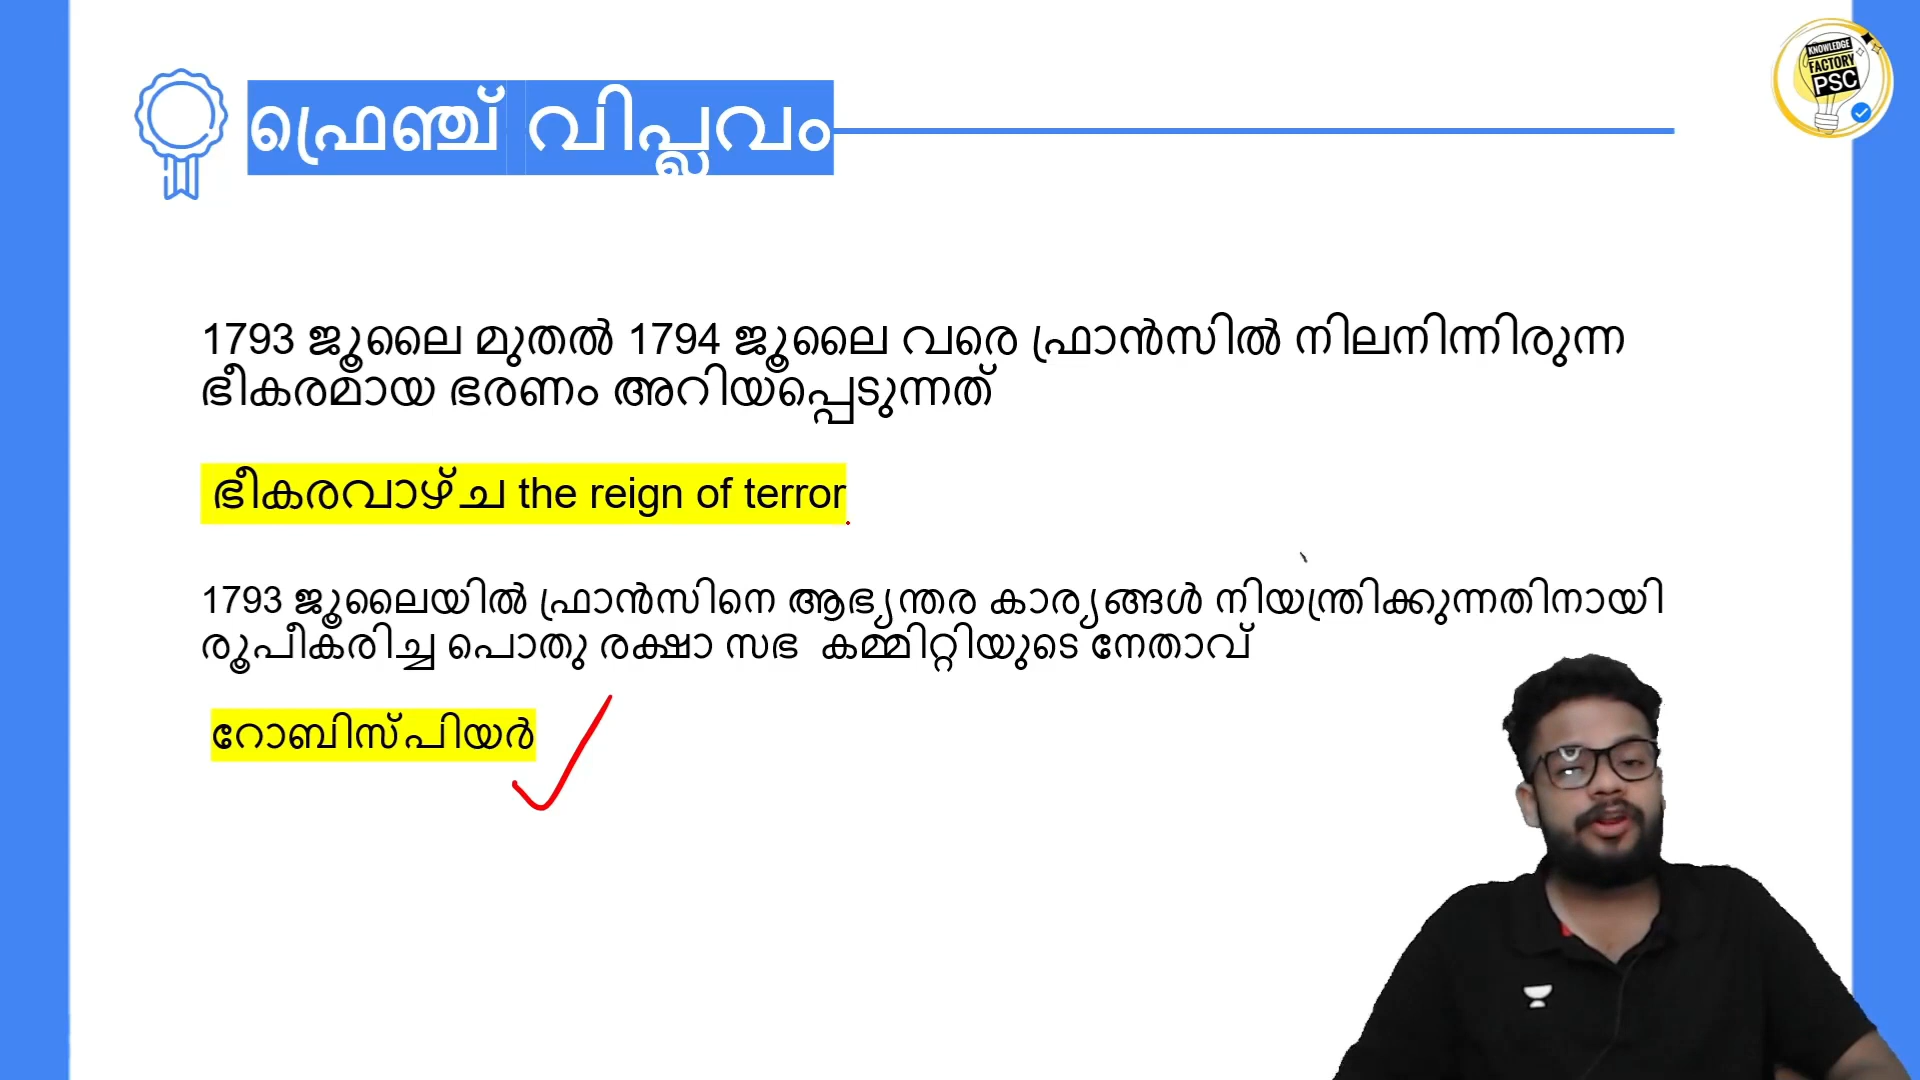 KNOWLEDGE
FACTORY
PSC
ഫ്രെഞ്ച് വിപ്ലവം
1793 ജൂലൈ മുതൽ 1794 ജൂലൈ വരെ ഫ്രാൻസിൽ നിലനിന്നിരുന്ന
ഭീകരമായ ഭരണം അറിയപ്പെടുന്നത്
ഭീകരവാഴ്ച the reign of terror
1793 ജൂലൈയിൽ ഫ്രാൻസിനെ ആഭ്യന്തര കാര്യങ്ങൾ നിയന്ത്രിക്കുന്നതിനായി
രൂപീകരിച്ച പൊതു രക്ഷാ സഭ കമ്മിറ്റിയുടെ നേതാവ്
റോബിസ്പിയർ